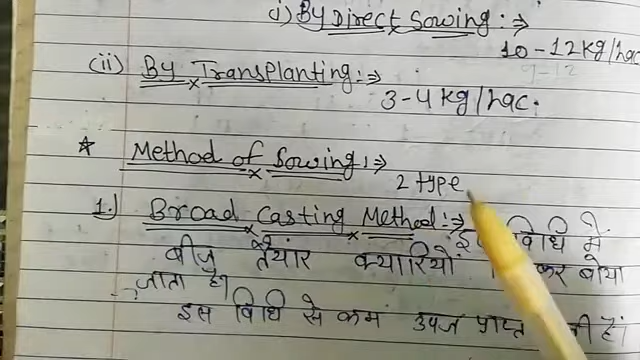 i) By Direct Sowing :⇒
10 - 12 kg/hac
(ii) By Transplanting :⇒
3 - 4 kg/hac.
* Method of Sowing :⇒
2 type
1.) Broad Casting Method :⇒
विधि में
बीज तैयार क्यारियों कर बोया
जाता है।
इस विधि से कम उपज प्राप्त है।